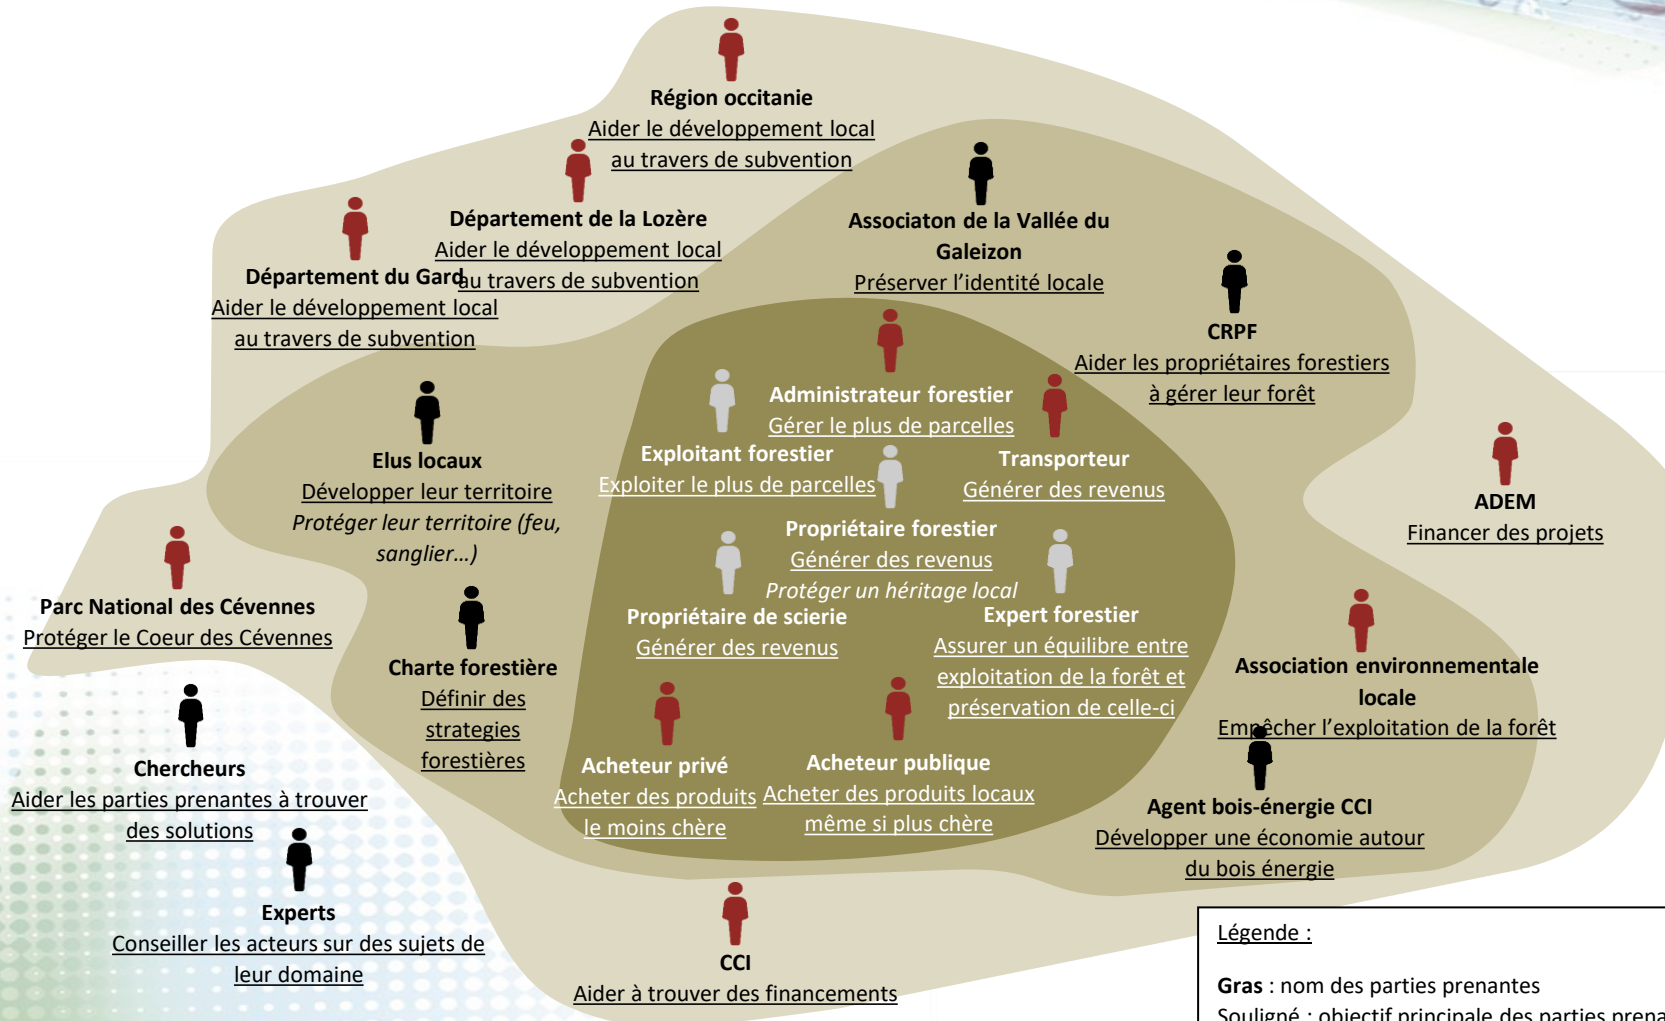 Région occitanie
Aider le développement local
au travers de subvention
Département de la Lozère
Aider le développement local
au travers de subvention
Département du Gard
Aider le développement local
au travers de subvention
Associaton de la Vallée du
Galeizon
Préserver l'identité locale
CRPF
Aider les propriétaires forestiers
à gérer leur forêt
Administrateur forestier
Gérer le plus de parcelles
Exploitant forestier
Exploiter le plus de parcelles
Transporteur
Générer des revenus
Elus locaux
Développer leur territoire
Protéger leur territoire (feu,
sanglier…)
ADEM
Financer des projets
Propriétaire forestier
Générer des revenus
Protéger un héritage local
Parc National des Cévennes
Protéger le Coeur des Cévennes
Propriétaire de scierie
Générer des revenus
Expert forestier
Assurer un équilibre entre
exploitation de la forêt et
préservation de celle-ci
Charte forestière
Définir des
strategies
forestières
Association environnementale
locale
Empêcher l'exploitation de la forêt
Chercheurs
Aider les parties prenantes à trouver
des solutions
Acheteur privé
Acheter des produits
le moins chère
Acheteur publique
Acheter des produits locaux
même si plus chère
Agent bois-énergie CCI
Développer une économie autour
du bois énergie
Experts
Conseiller les acteurs sur des sujets de
leur domaine
CCI
Aider à trouver des financements
Légende :
Gras : nom des parties prenantes
Souligné : objectif principale des parties